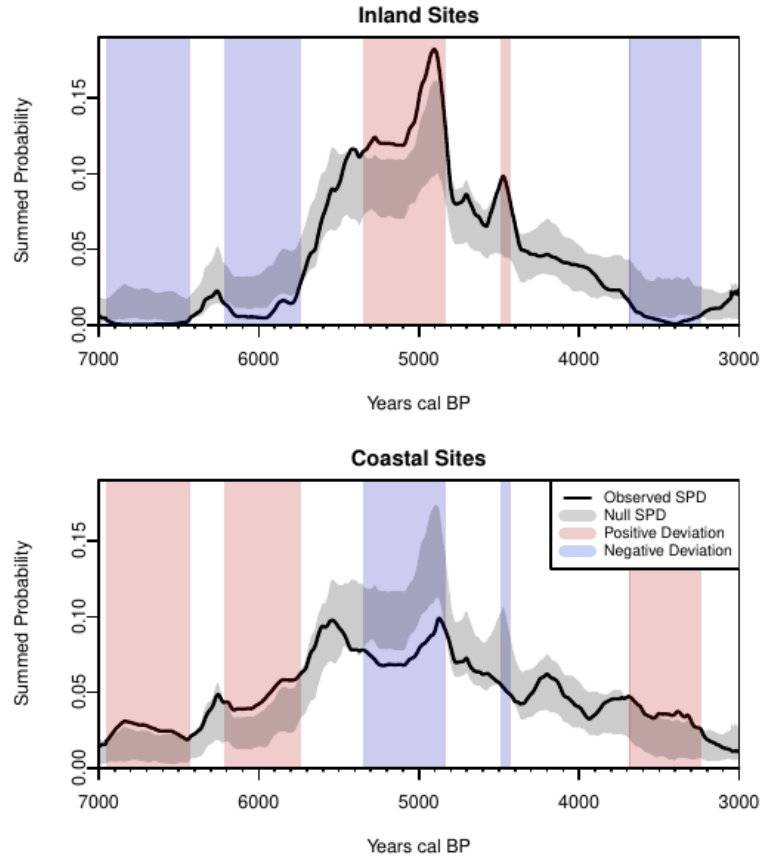 Inland Sites
Summed Probability
0.15
0.10
0.05
0.00
7000 6000 5000 4000 3000
Years cal BP
Coastal Sites
Observed SPD
Null SPD
Positive Deviation
Negative Deviation
Summed Probability
0.15
0.10
0.05
0.00
7000 6000 5000 4000 3000
Years cal BP